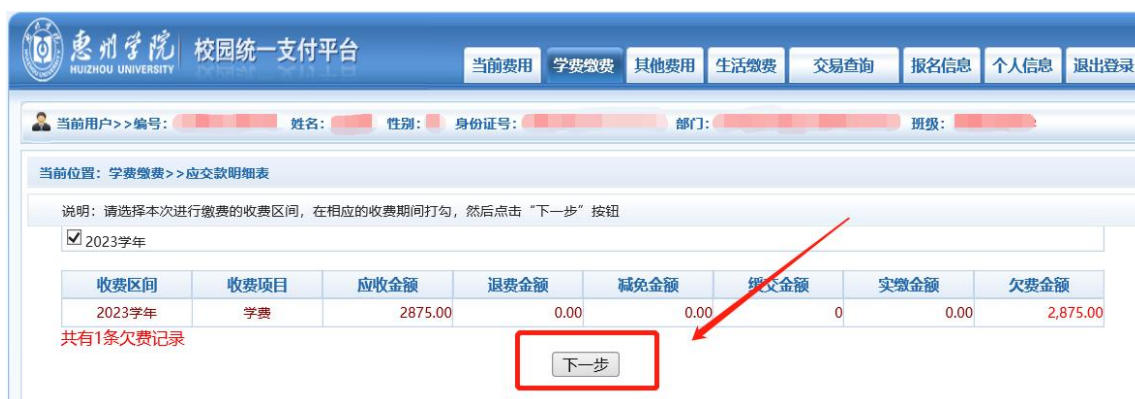 惠州学院 校园统一支付平台
HUIZHOU UNIVERSITY
当前费用 学费缴费 其他费用 生活缴费 交易查询 报名信息 个人信息 退出登录
当前用户>>编号： 姓名： 性别： 身份证号： 部门： 班级：
当前位置：学费缴费>>应交款明细表
说明：请选择本次进行缴费的收费区间，在相应的收费期间打勾，然后点击“下一步”按钮
2023学年
收费区间 收费项目 应收金额 退费金额 减免金额 缓交金额 实缴金额 欠费金额
2023学年 学费 2875.00 0.00 0.00 0 0.00 2,875.00
共有1条欠费记录
下一步